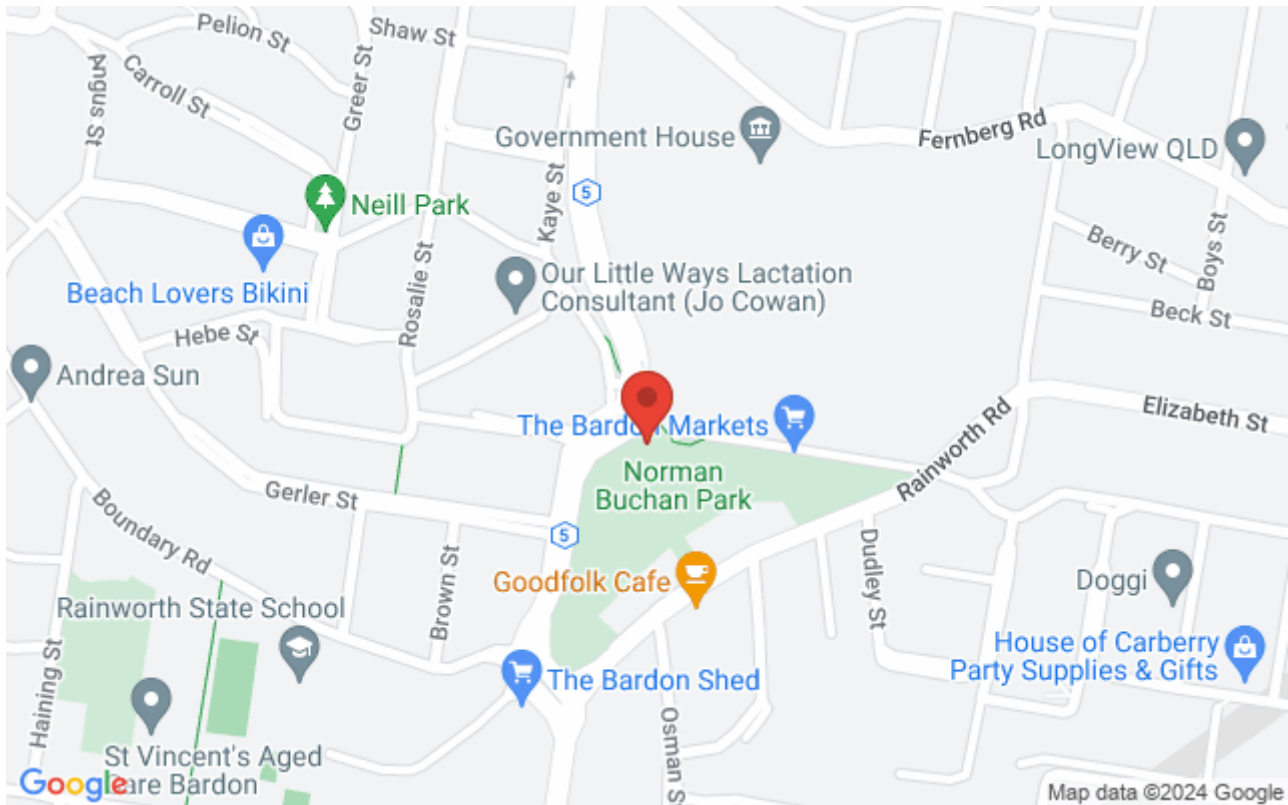 Pelion St
Shaw St
Carroll St
Greer St
Angus St
Government House
Fernberg Rd
LongView QLD
5
Kaye St
Neill Park
Berry St
Boys St
Our Little Ways Lactation
Consultant (Jo Cowan)
Beach Lovers Bikini
Rosalie St
Beck St
Hebe St
Andrea Sun
The Bardon Markets
Elizabeth St
Rainworth Rd
Norman
Buchan Park
Gerler St
Boundary Rd
5
Brown St
Goodfolk Cafe
Dudley St
Doggi
Rainworth State School
House of Carberry
Party Supplies & Gifts
Haining St
The Bardon Shed
Osman St
St Vincent's Aged
Care Bardon
Google
Map data ©2024 Google